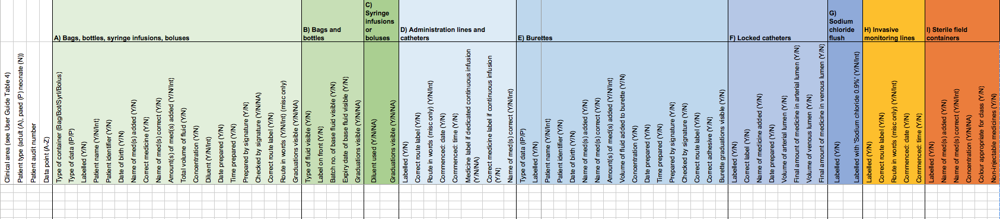 A) Bags, bottles, syringe infusions, boluses
B) Bags and
bottles
C)
Syringe
infusions
or
boluses
D) Administration lines and
catheters
E) Burettes
F) Locked catheters
G)
Sodium
chloride
flush
H) Invasive
monitoring lines
I) Sterile field
containers
Clinical area (see User Guide Table 4)
Patient type (adult (A), paed (P) neonate (N))
Patient audit number
Data point (A-Z)
Type of container (Bag/Bot/Syri/Bolus)
Type of data (IP/P)
Labelled (Y/N)
Patient name (Y/N/Int)
Patient identifier (Y/N)
Date of birth (Y/N)
Name of med(s) added (Y/N)
Correct medicine (Y/N)
Name of med(s) correct (Y/N)
Amount(s) of med(s) added (Y/N/Int)
Total volume of fluid (Y/N)
Concentration (Y/N)
Diluent (Y/N/Int)
Date prepared (Y/N)
Time prepared (Y/N)
Prepared by signature (Y/N)
Checked by signature (Y/N/NA)
Correct route label (Y/N)
Route in words (Y/N/Int) (misc only)
Graduations visible (Y/N/NA)
Type of fluid visible (Y/N)
Label on front (Y/N)
Batch no. of base fluid visible (Y/N)
Expiry date of base fluid visible (Y/N)
Graduations visible (Y/N/NA)
Diluent used (Y/N/NA)
Graduations visible (Y/N/NA)
Labelled (Y/N)
Correct route label (Y/N)
Route in words (misc only) (Y/N/Int)
Commenced: date (Y/N)
Commenced: time (Y/N)
Medicine label if dedicated continuous infusion
(Y/N/NA)
Correct medicine label if continuous infusion
(Y/N)
Name of med(s) correct (Y/N/Int)
Type of data (IP/P)
Labelled (Y/N)
Patient name (Y/N/Int)
Patient identifier (Y/N)
Date of birth (Y/N)
Name of med(s) added (Y/N)
Name of med(s) correct (Y/N)
Amount(s) of med(s) added (Y/N/Int)
Volume of fluid added to burette (Y/N)
Concentration (Y/N)
Date prepared (Y/N)
Time prepared (Y/N)
Prepared by signature (Y/N)
Checked by signature (Y/N)
Correct route label (Y/N)
Correct adhesive (Y/N)
Burette graduations visible (Y/N)
Labelled (Y/N)
Correct label (Y/N)
Name of medicine added (Y/N)
Date prepared (Y/N)
Volume of arterial lumen (Y/N)
Final amount of medicine in arterial lumen (Y/N)
Volume of venous lumen (Y/N)
Final amount of medicine in venous lumen (Y/N)
Labelled (Y/N)
Labelled with 'Sodium chloride 0.9%' (Y/N/Int)
Labelled (Y/N)
Correct route label (Y/N)
Route in words (misc only) (Y/N/Int)
Commenced: date (Y/N)
Commenced: time (Y/N)
Labelled (Y/N)
Name of med(s) added (Y/N)
Name of med(s) correct (Y/N/Int)
Concentration (Y/N/NA)
Colour appropriate for class (Y/N)
Non-injectable medicines (Y/N)